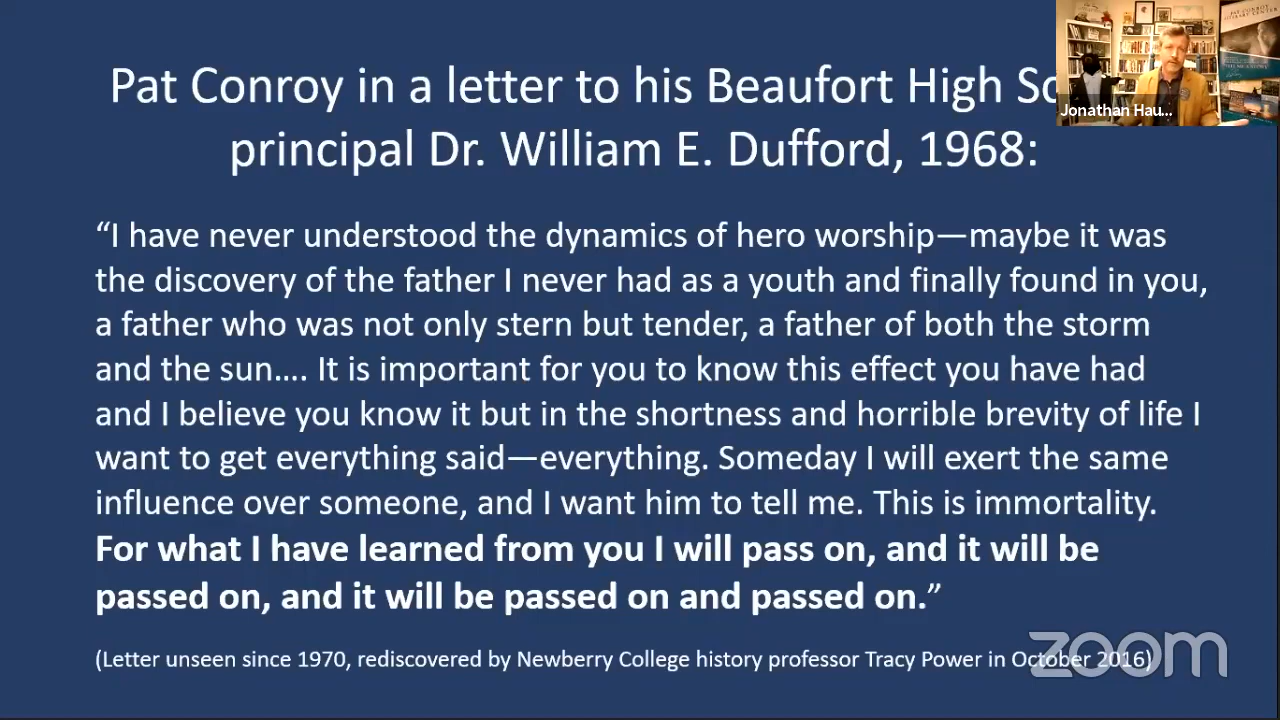 Pat Conroy in a letter to his Beaufort High
principal Dr. William E. Dufford, 1968:
“I have never understood the dynamics of hero worship—maybe it was
the discovery of the father I never had as a youth and finally found in you,
a father who was not only stern but tender, a father of both the storm
and the sun…. It is important for you to know this effect you have had
and I believe you know it but in the shortness and horrible brevity of life I
want to get everything said—everything. Someday I will exert the same
influence over someone, and I want him to tell me. This is immortality.
For what I have learned from you I will pass on, and it will be
passed on, and it will be passed on and passed on.”
(Letter unseen since 1970, rediscovered by Newberry College history professor Tracy Power in October 2016)
Jonathan Hau...
PAT CONROY
LITERARY CENTER
zoom